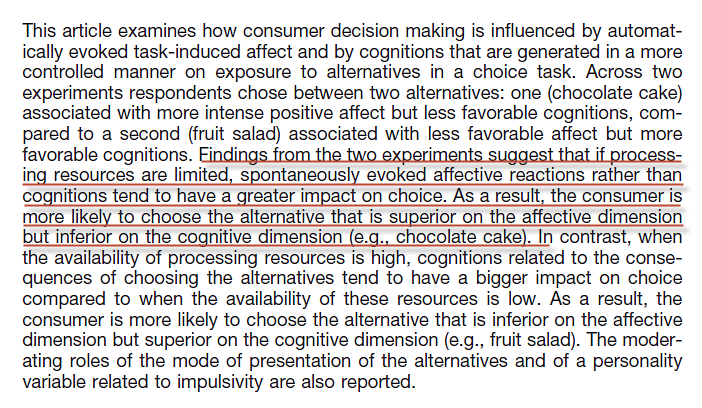 This article examines how consumer decision making is influenced by automat-
ically evoked task-induced affect and by cognitions that are generated in a more
controlled manner on exposure to alternatives in a choice task. Across two
experiments respondents chose between two alternatives: one (chocolate cake)
associated with more intense positive affect but less favorable cognitions, com-
pared to a second (fruit salad) associated with less favorable affect but more
favorable cognitions. Findings from the two experiments suggest that if process-
ing resources are limited, spontaneously evoked affective reactions rather than
cognitions tend to have a greater impact on choice. As a result, the consumer is
more likely to choose the alternative that is superior on the affective dimension
but inferior on the cognitive dimension (e.g., chocolate cake). In contrast, when
the availability of processing resources is high, cognitions related to the conse-
quences of choosing the alternatives tend to have a bigger impact on choice
compared to when the availability of these resources is low. As a result, the
consumer is more likely to choose the alternative that is inferior on the affective
dimension but superior on the cognitive dimension (e.g., fruit salad). The moder-
ating roles of the mode of presentation of the alternatives and of a personality
variable related to impulsivity are also reported.